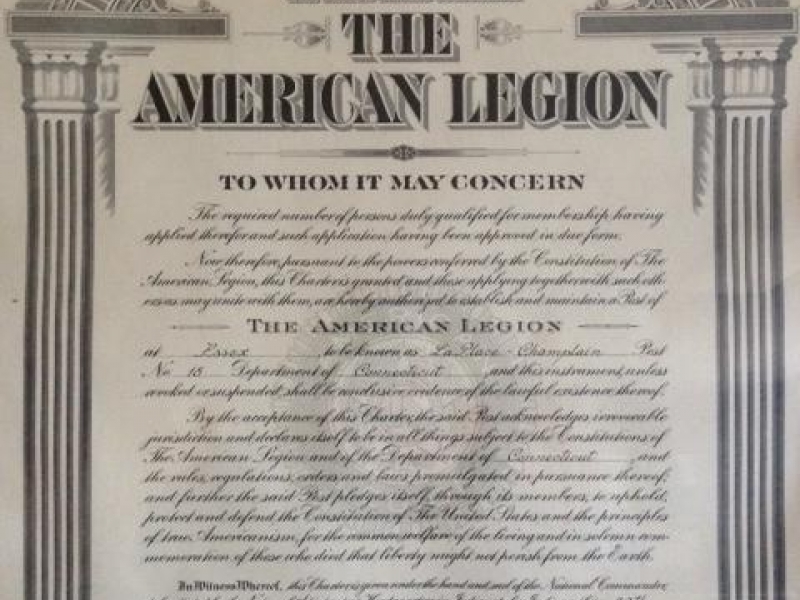 THE
AMERICAN LEGION
TO WHOM IT MAY CONCERN
The required number of persons duly qualified for membership, having
applied therefor and such application having been approved in due form,
Now therefore, pursuant to the powers conferred by the Constitution of The
American Legion, this Charter is granted and those applying together with such oth-
ers as may unite with them, are hereby authorized to establish and maintain a Post of
THE AMERICAN LEGION
at Essex to be known as La Place - Champlain Post
No. 18 Department of Connecticut and this instrument, unless
revoked or suspended, shall be conclusive evidence of the lawful existence thereof.
By the acceptance of this Charter, the said Post acknowledges irrevocable
jurisdiction and declares itself to be in all things subject to the Constitutions of
The American Legion and of the Department of Connecticut and
the rules, regulations, orders and laws promulgated in pursuance thereof;
and further the said Post pledges itself, through its members, to uphold,
protect and defend the Constitution of The United States and the principles
of true Americanism, for the common welfare of the living and in solemn com-
memoration of those who died that liberty might not perish from the Earth.
In Witness Whereof, this Charter is given under the hand and seal of the National Commander,